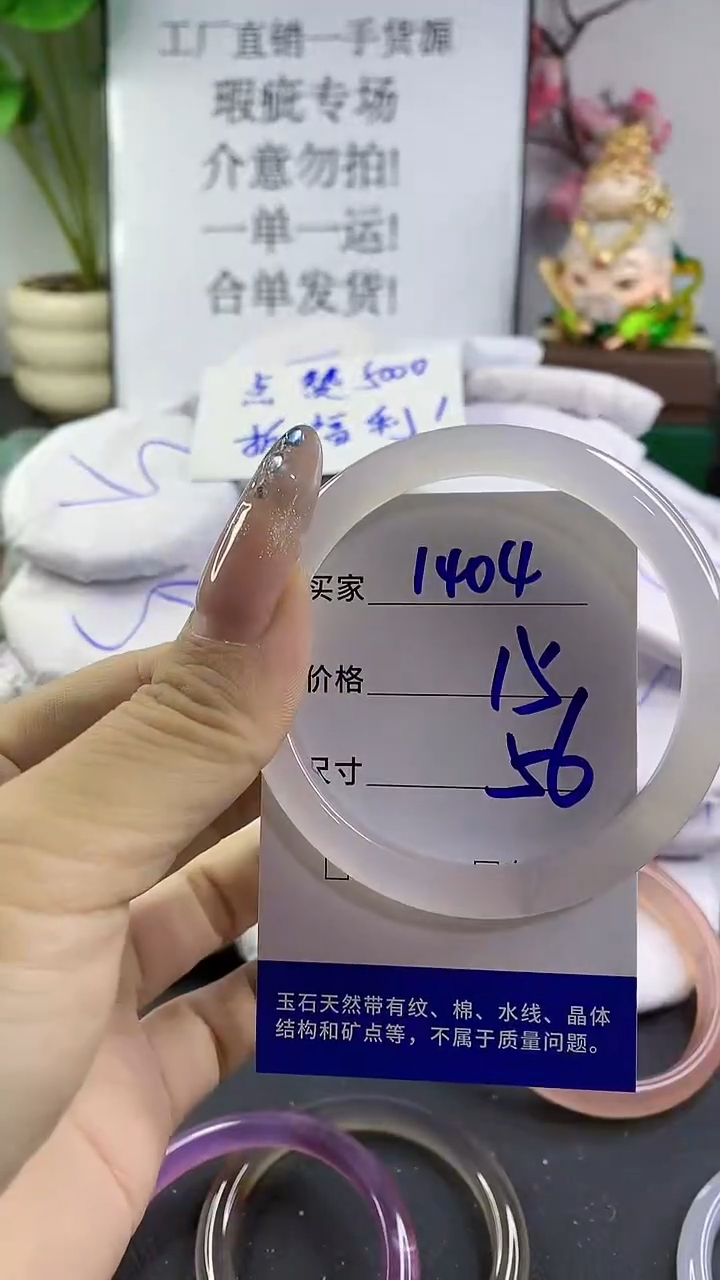 工厂直销一手货源
瑕疵专场
介意勿拍!
一单一运!
合单发货!
点赞5000
买家 1404
价格 15
尺寸 56
玉石天然带有纹、棉、水线、晶体
结构和矿点等，不属于质量问题。